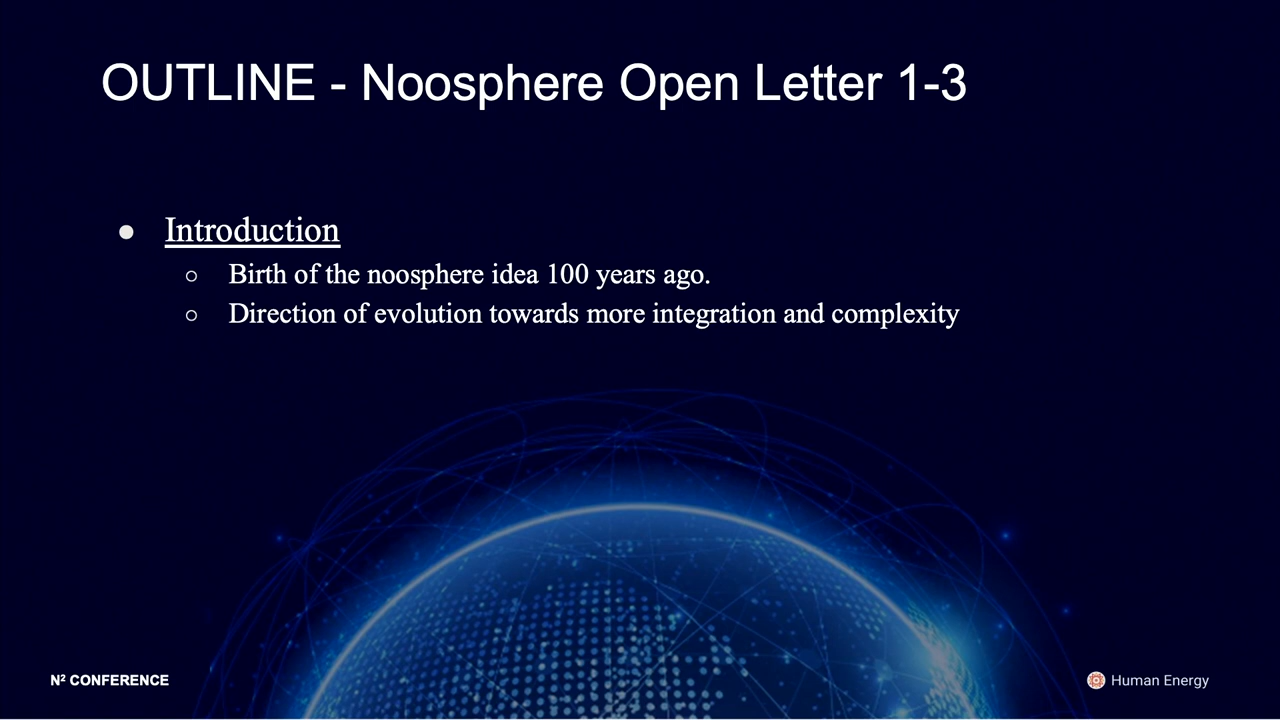 OUTLINE - Noosphere Open Letter 1-3
● Introduction
○ Birth of the noosphere idea 100 years ago.
○ Direction of evolution towards more integration and complexity
N² CONFERENCE
Human Energy